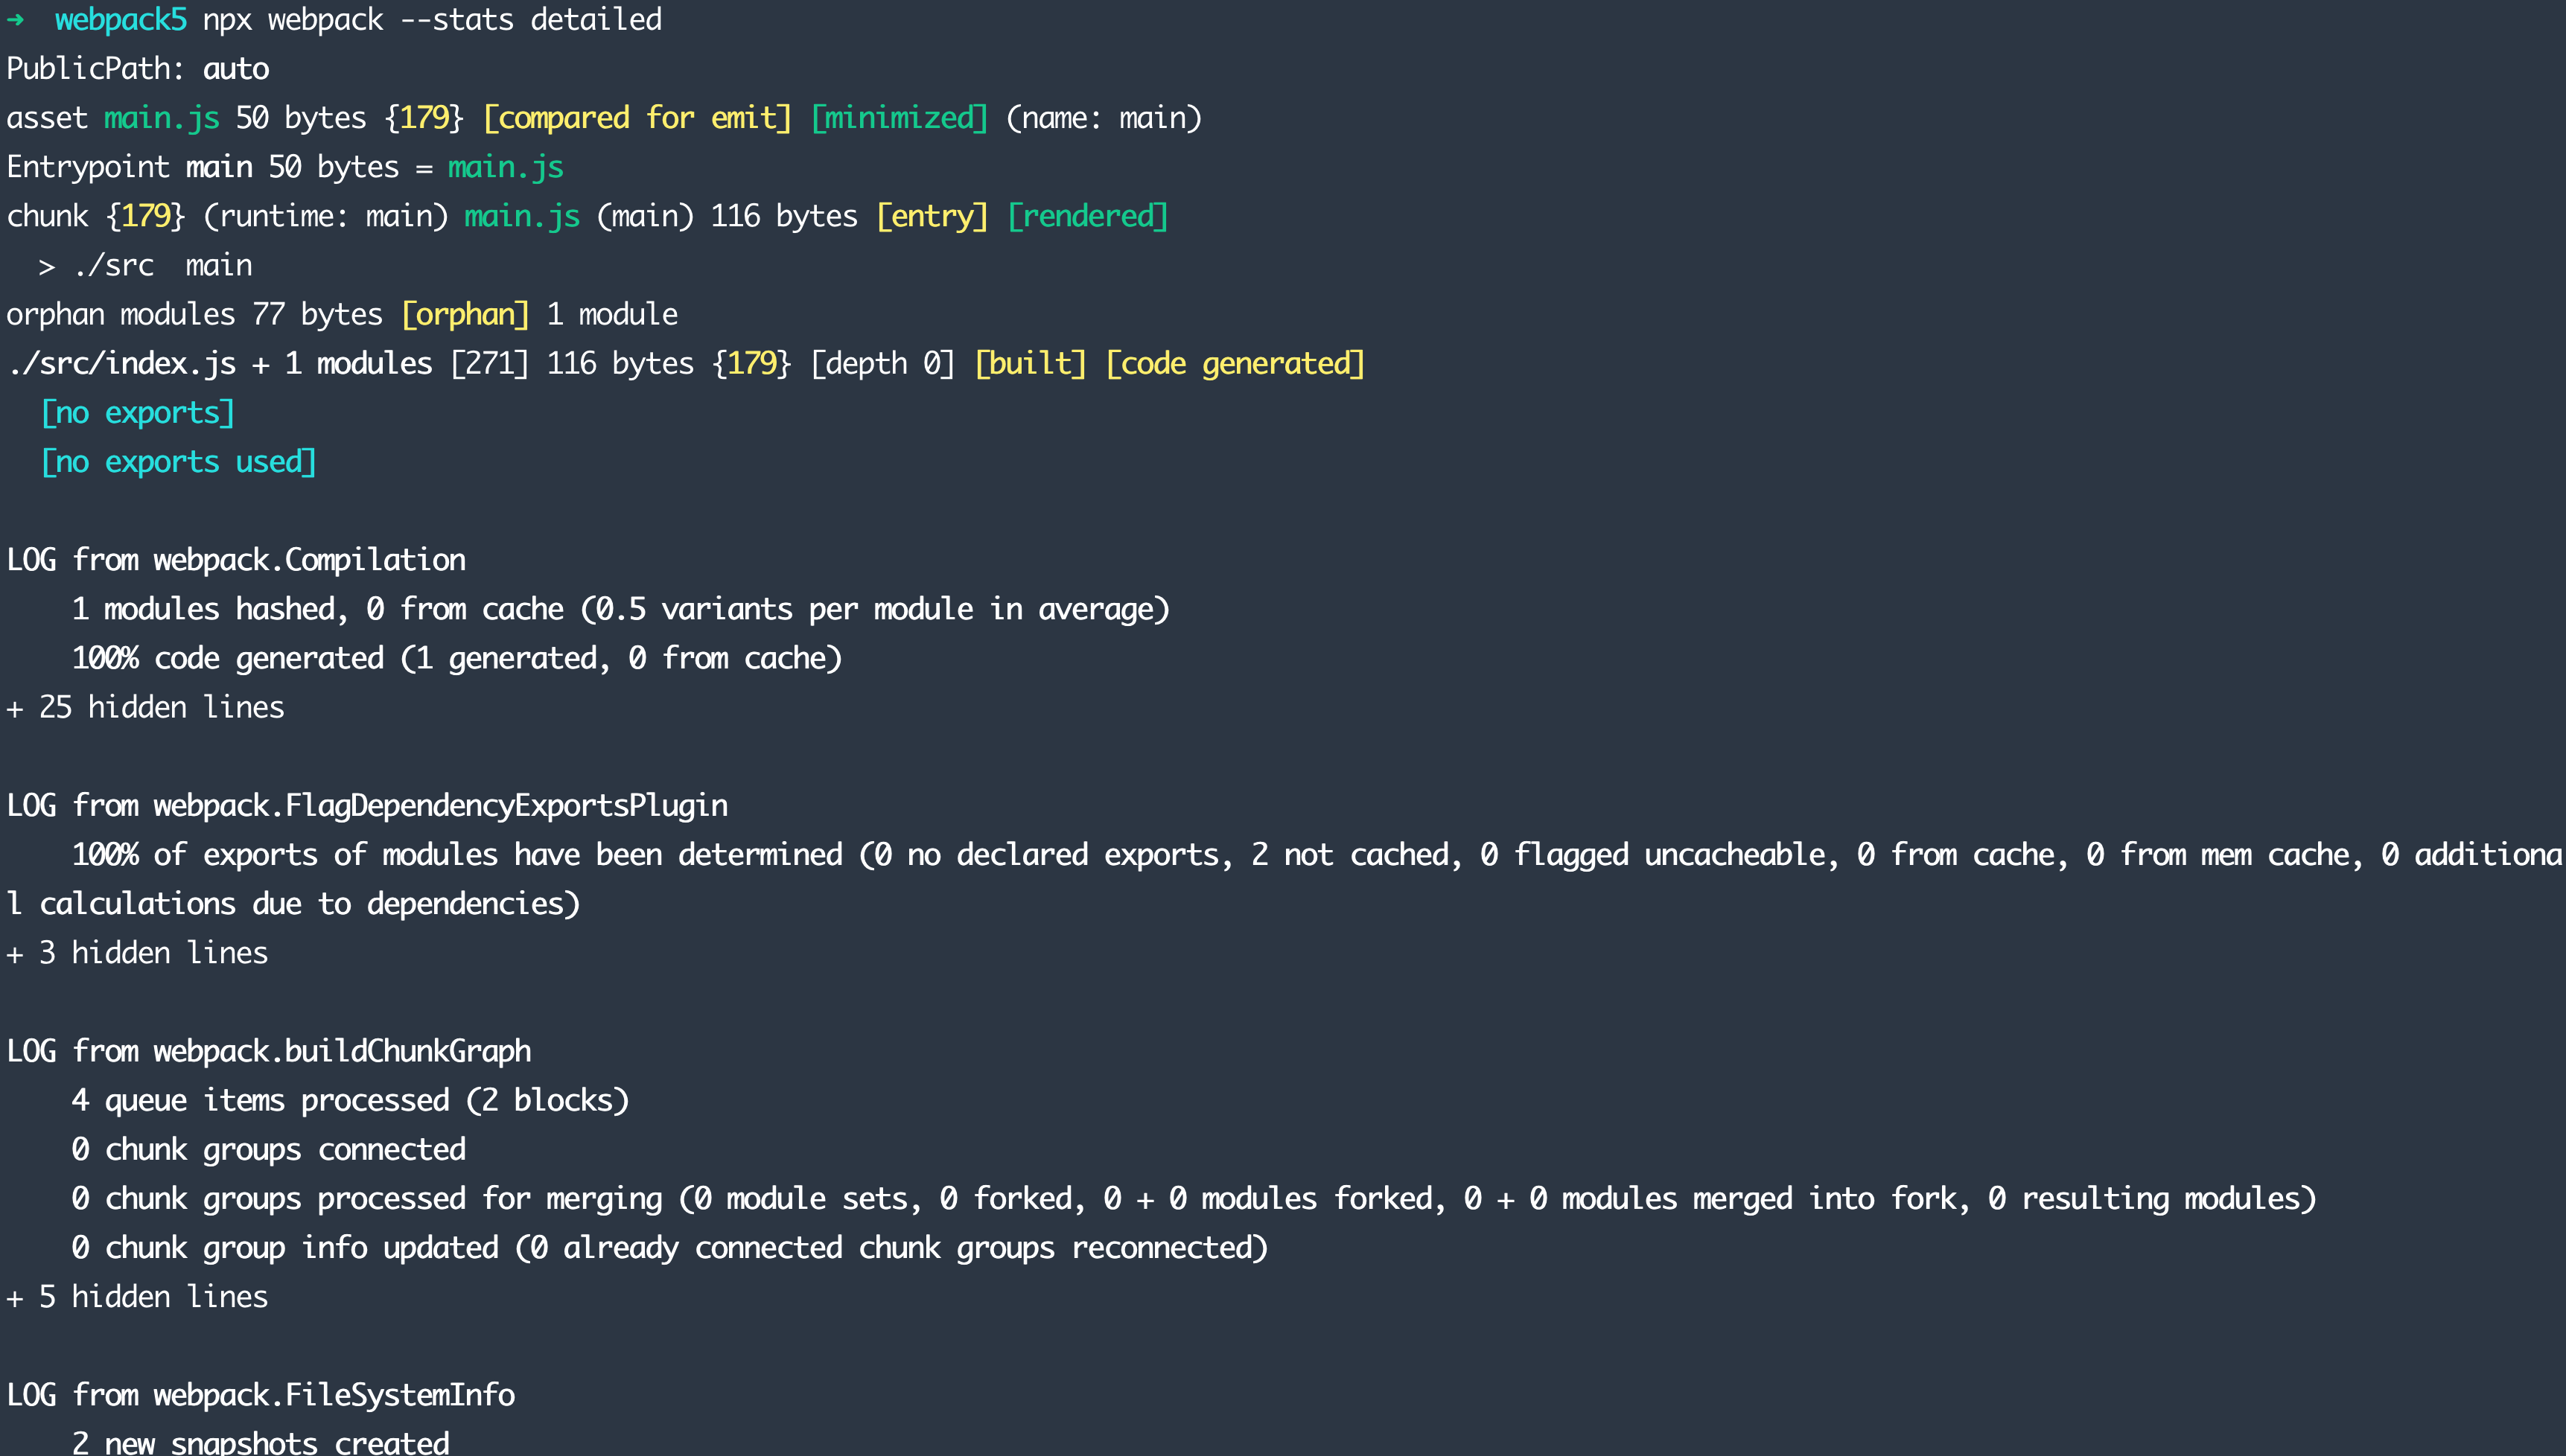 ➜  webpack5 npx webpack --stats detailed
PublicPath: auto
asset main.js 50 bytes {179} [compared for emit] [minimized] (name: main)
Entrypoint main 50 bytes = main.js
chunk {179} (runtime: main) main.js (main) 116 bytes [entry] [rendered]
  > ./src  main
orphan modules 77 bytes [orphan] 1 module
./src/index.js + 1 modules [271] 116 bytes {179} [depth 0] [built] [code generated]
  [no exports]
  [no exports used]

LOG from webpack.Compilation
    1 modules hashed, 0 from cache (0.5 variants per module in average)
    100% code generated (1 generated, 0 from cache)
+ 25 hidden lines

LOG from webpack.FlagDependencyExportsPlugin
    100% of exports of modules have been determined (0 no declared exports, 2 not cached, 0 flagged uncacheable, 0 from cache, 0 from mem cache, 0 additiona
l calculations due to dependencies)
+ 3 hidden lines

LOG from webpack.buildChunkGraph
    4 queue items processed (2 blocks)
    0 chunk groups connected
    0 chunk groups processed for merging (0 module sets, 0 forked, 0 + 0 modules forked, 0 + 0 modules merged into fork, 0 resulting modules)
    0 chunk group info updated (0 already connected chunk groups reconnected)
+ 5 hidden lines

LOG from webpack.FileSystemInfo
    2 new snapshots created